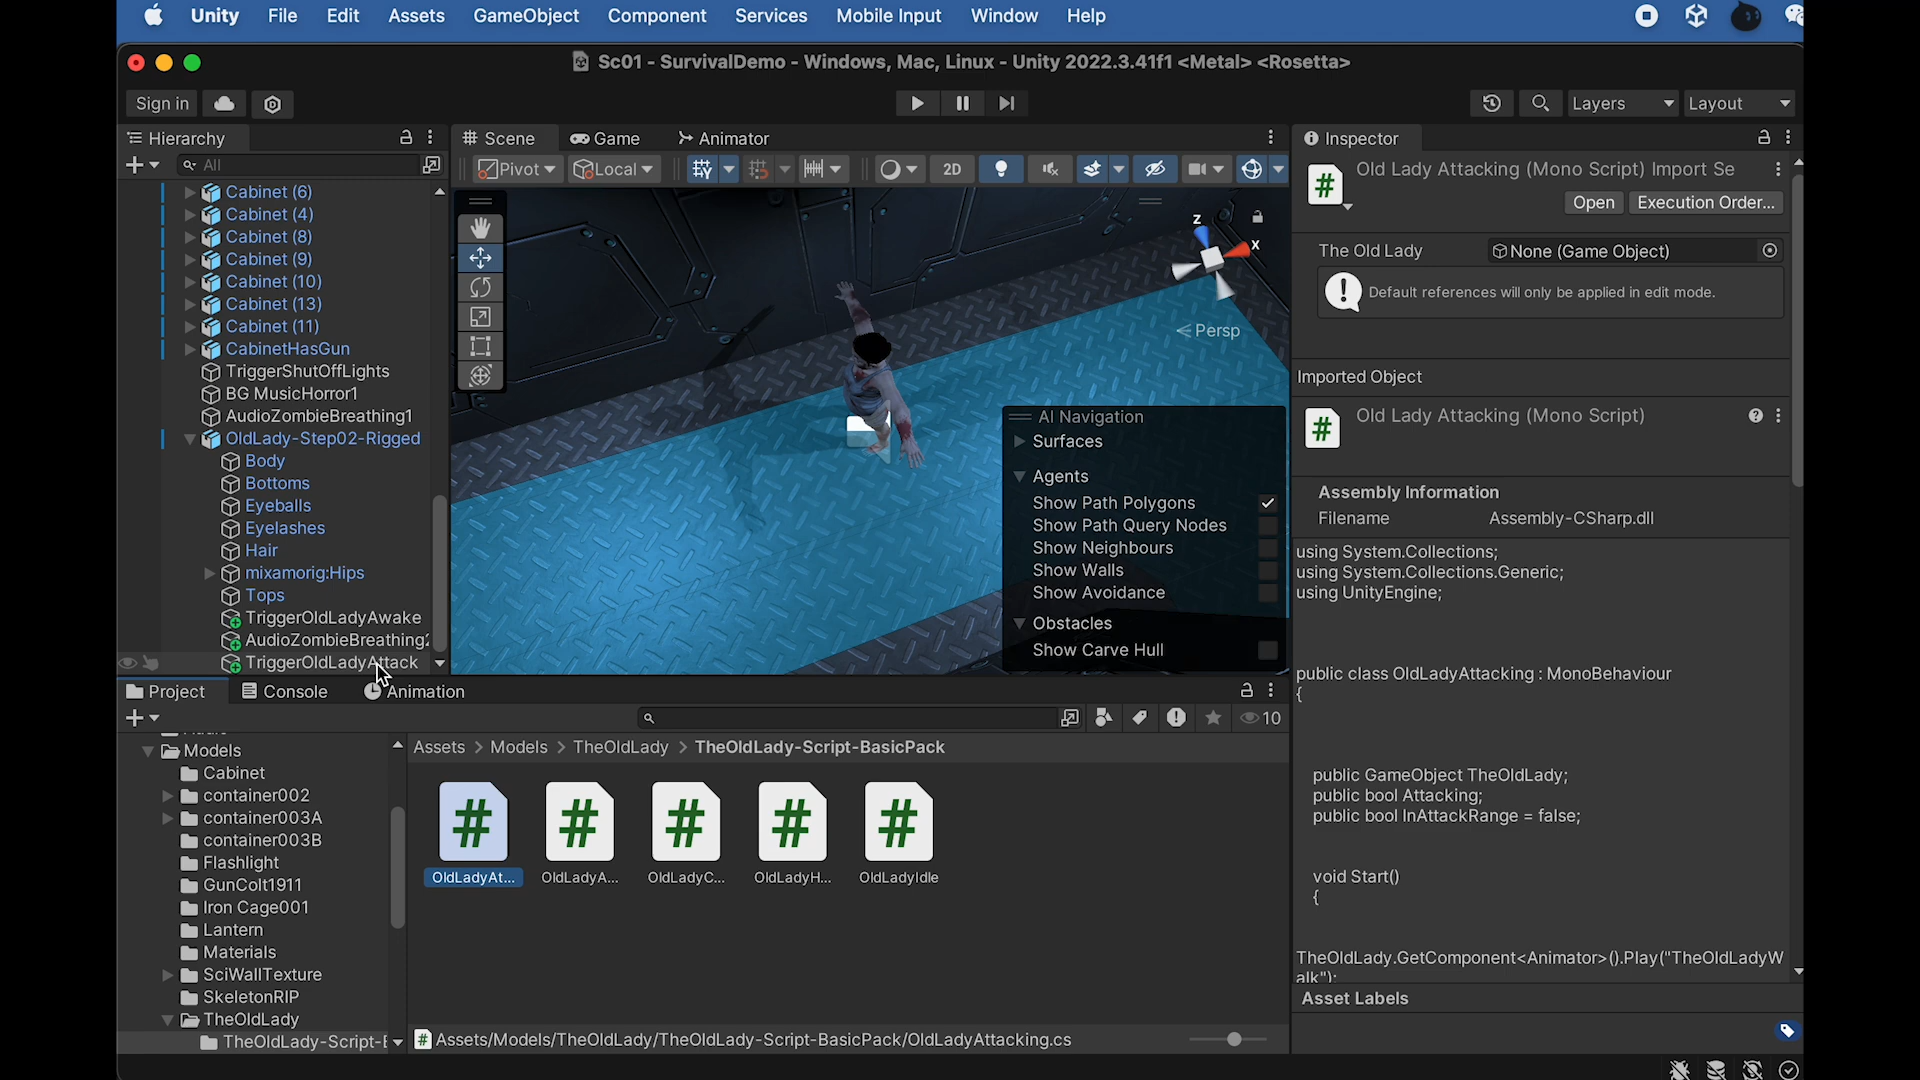 Unity File Edit Assets GameObject Component Services Mobile Input Window Help
Sc01 - SurvivalDemo - Windows, Mac, Linux - Unity 2022.3.41f1 <Metal> <Rosetta>
Sign in
Layers
Layout
Hierarchy
Scene
Game
Animator
Inspector
All
Pivot
Local
2D
Cabinet (6)
Cabinet (4)
Cabinet (8)
Cabinet (9)
Cabinet (10)
Cabinet (13)
Cabinet (11)
CabinetHasGun
TriggerShutOffLights
BG MusicHorror1
AudioZombieBreathing1
OldLady-Step02-Rigged
Body
Bottoms
Eyeballs
Eyelashes
Hair
mixamorig:Hips
Tops
TriggerOldLadyAwake
AudioZombieBreathing2
TriggerOldLadyAttack
z
x
Persp
AI Navigation
Surfaces
Agents
Show Path Polygons
Show Path Query Nodes
Show Neighbours
Show Walls
Show Avoidance
Obstacles
Show Carve Hull
Old Lady Attacking (Mono Script) Import Se
Open
Execution Order...
The Old Lady
None (Game Object)
Default references will only be applied in edit mode.
Imported Object
Old Lady Attacking (Mono Script)
Assembly Information
Filename Assembly-CSharp.dll
using System.Collections;
using System.Collections.Generic;
using UnityEngine;
public class OldLadyAttacking : MonoBehaviour
{
public GameObject TheOldLady;
public bool Attacking;
public bool InAttackRange = false;
void Start()
{
TheOldLady.GetComponent<Animator>().Play("TheOldLadyW
alk");
Asset Labels
Project
Console
Animation
10
Models
Cabinet
container002
container003A
container003B
Flashlight
GunColt1911
Iron Cage001
Lantern
Materials
SciWallTexture
SkeletonRIP
TheOldLady
TheOldLady-Script-E
Assets > Models > TheOldLady > TheOldLady-Script-BasicPack
OldLadyAt...
OldLadyA...
OldLadyC...
OldLadyH...
OldLadyIdle
Assets/Models/TheOldLady/TheOldLady-Script-BasicPack/OldLadyAttacking.cs